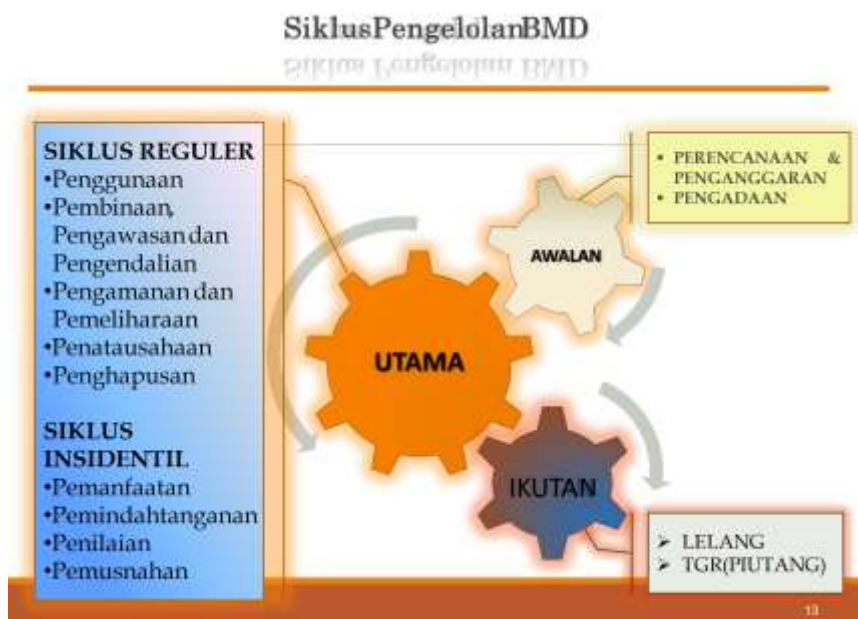 SiklusPengelolanBMD
SIKLUS REGULER
•Penggunaan
•Pembinaan,
Pengawasan dan
Pengendalian
•Pengamanan dan
Pemeliharaan
•Penatausahaan
•Penghapusan
SIKLUS
INSIDENTIL
•Pemanfaatan
•Pemindahtanganan
•Penilaian
•Pemusnahan
UTAMA
AWALAN
IKUTAN
• PERENCANAAN &
PENGANGGARAN
• PENGADAAN
➢ LELANG
➢ TGR(PIUTANG)
13